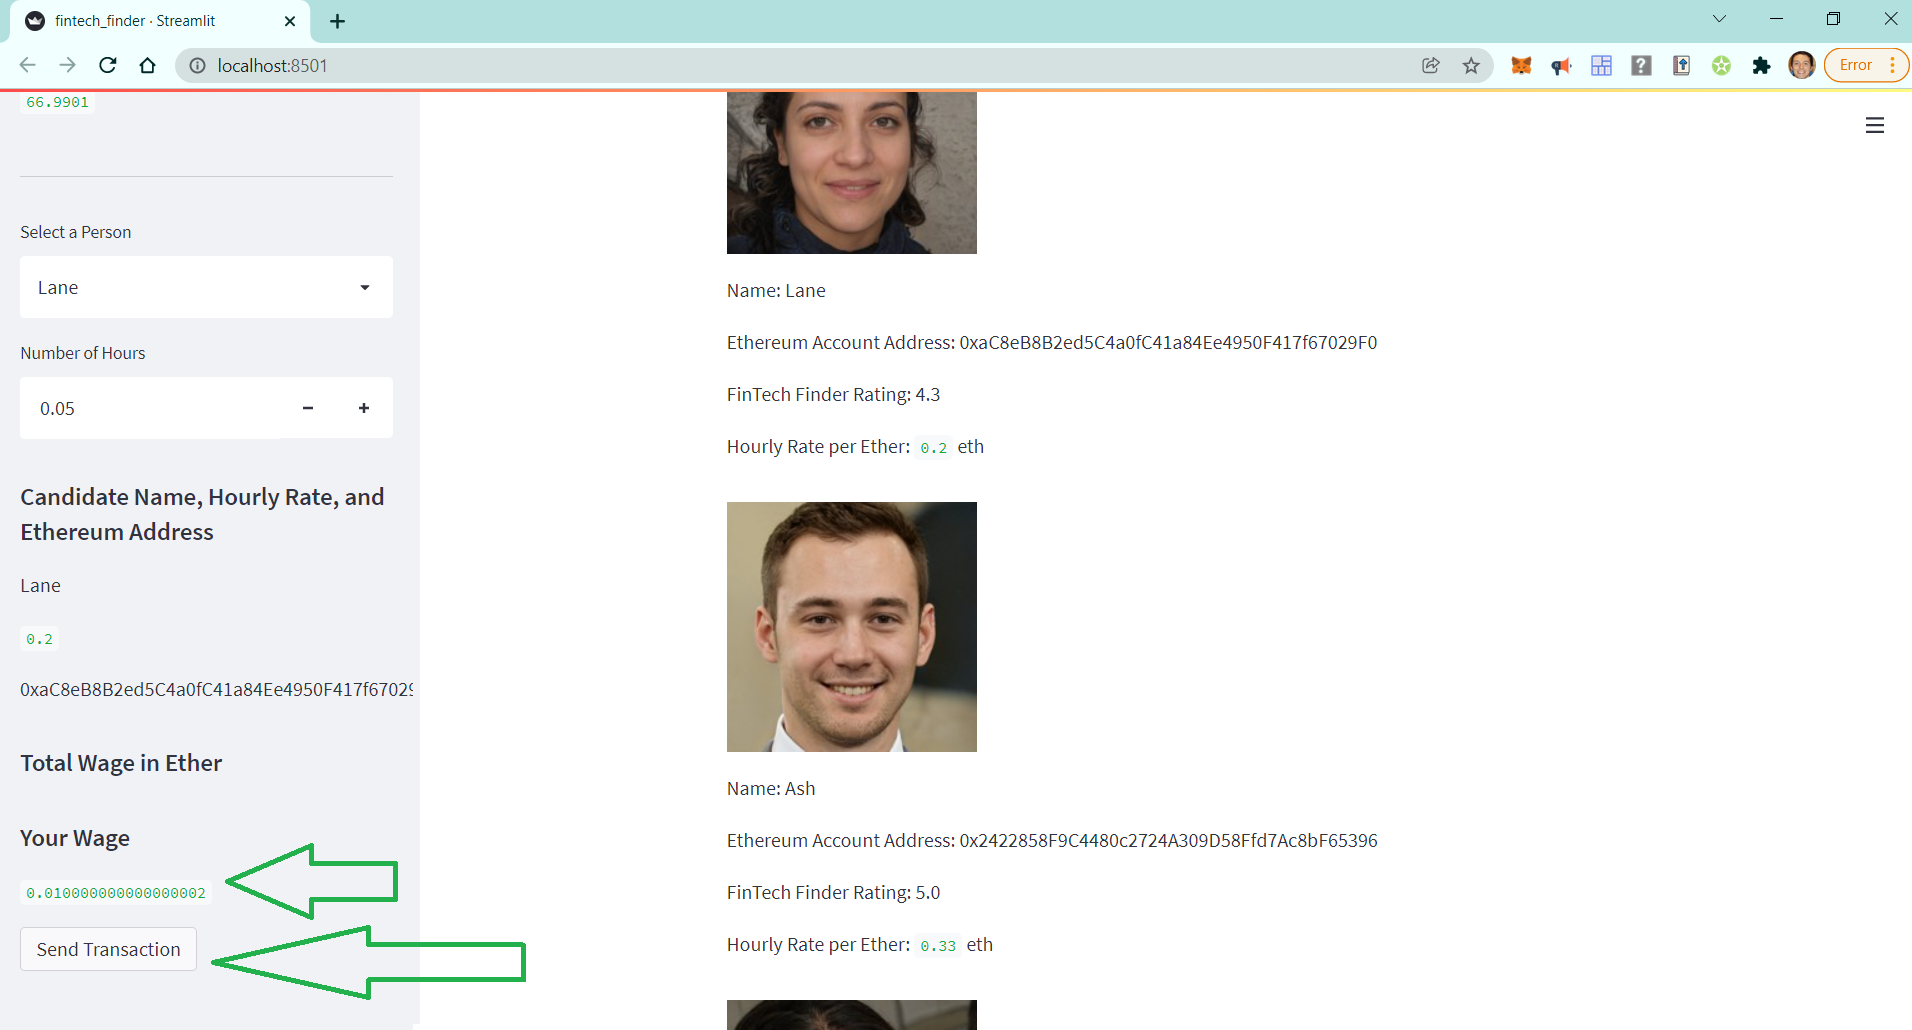 fintech_finder · Streamlit
localhost:8501
Error
66.9901
Select a Person
Lane
Number of Hours
0.05
Candidate Name, Hourly Rate, and
Ethereum Address
Lane
0.2
0xaC8eB8B2ed5C4a0fC41a84Ee4950F417f67029
Total Wage in Ether
Your Wage
0.010000000000000002
Send Transaction
Name: Lane
Ethereum Account Address: 0xaC8eB8B2ed5C4a0fC41a84Ee4950F417f67029F0
FinTech Finder Rating: 4.3
Hourly Rate per Ether: 0.2 eth
Name: Ash
Ethereum Account Address: 0x2422858F9C4480c2724A309D58Ffd7Ac8bF65396
FinTech Finder Rating: 5.0
Hourly Rate per Ether: 0.33 eth